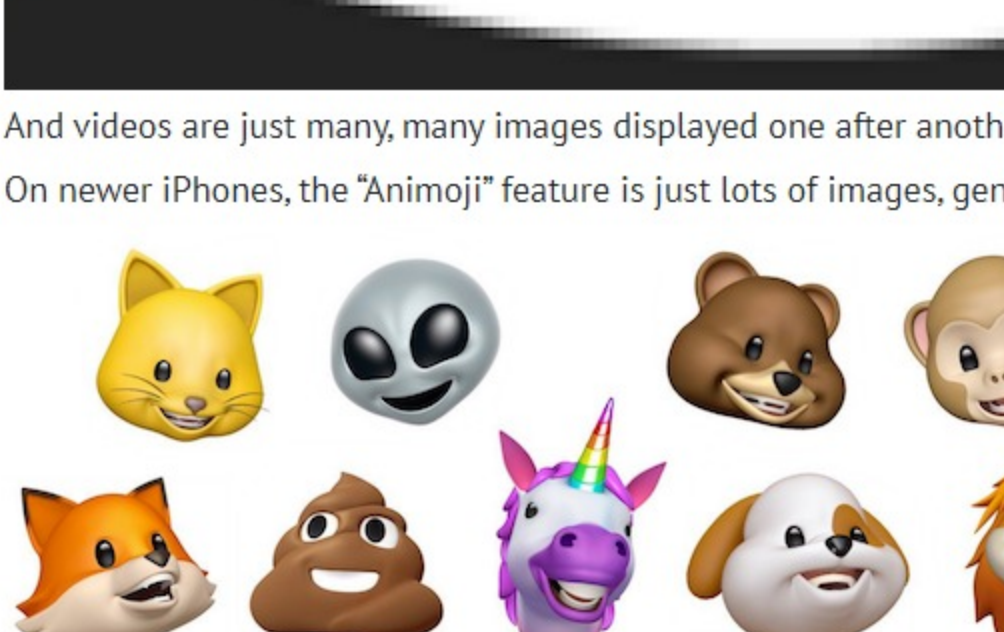 And videos are just many, many images displayed one after anoth
On newer iPhones, the “Animoji” feature is just lots of images, gen